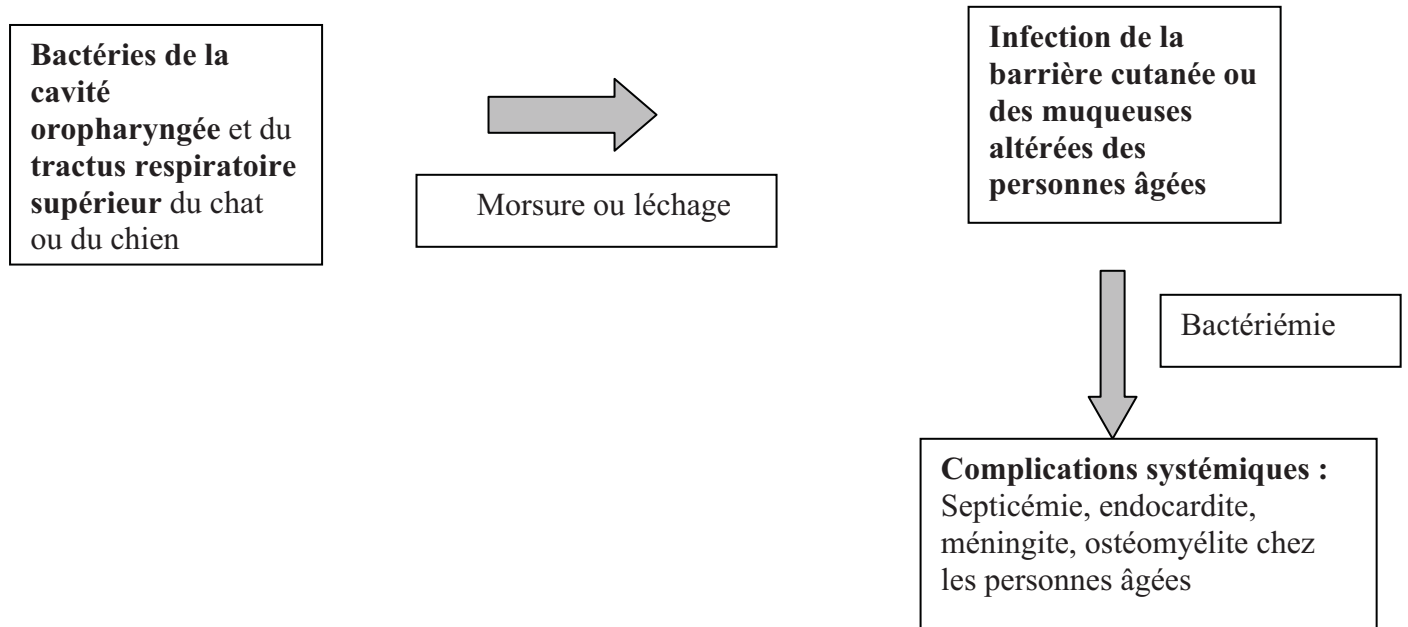 Bactéries de la
cavité
oropharyngée et du
tractus respiratoire
supérieur du chat
ou du chien
Morsure ou léchage
Infection de la
barrière cutanée ou
des muqueuses
altérées des
personnes âgées
Bactériémie
Complications systémiques :
Septicémie, endocardite,
méningite, ostéomyélite chez
les personnes âgées